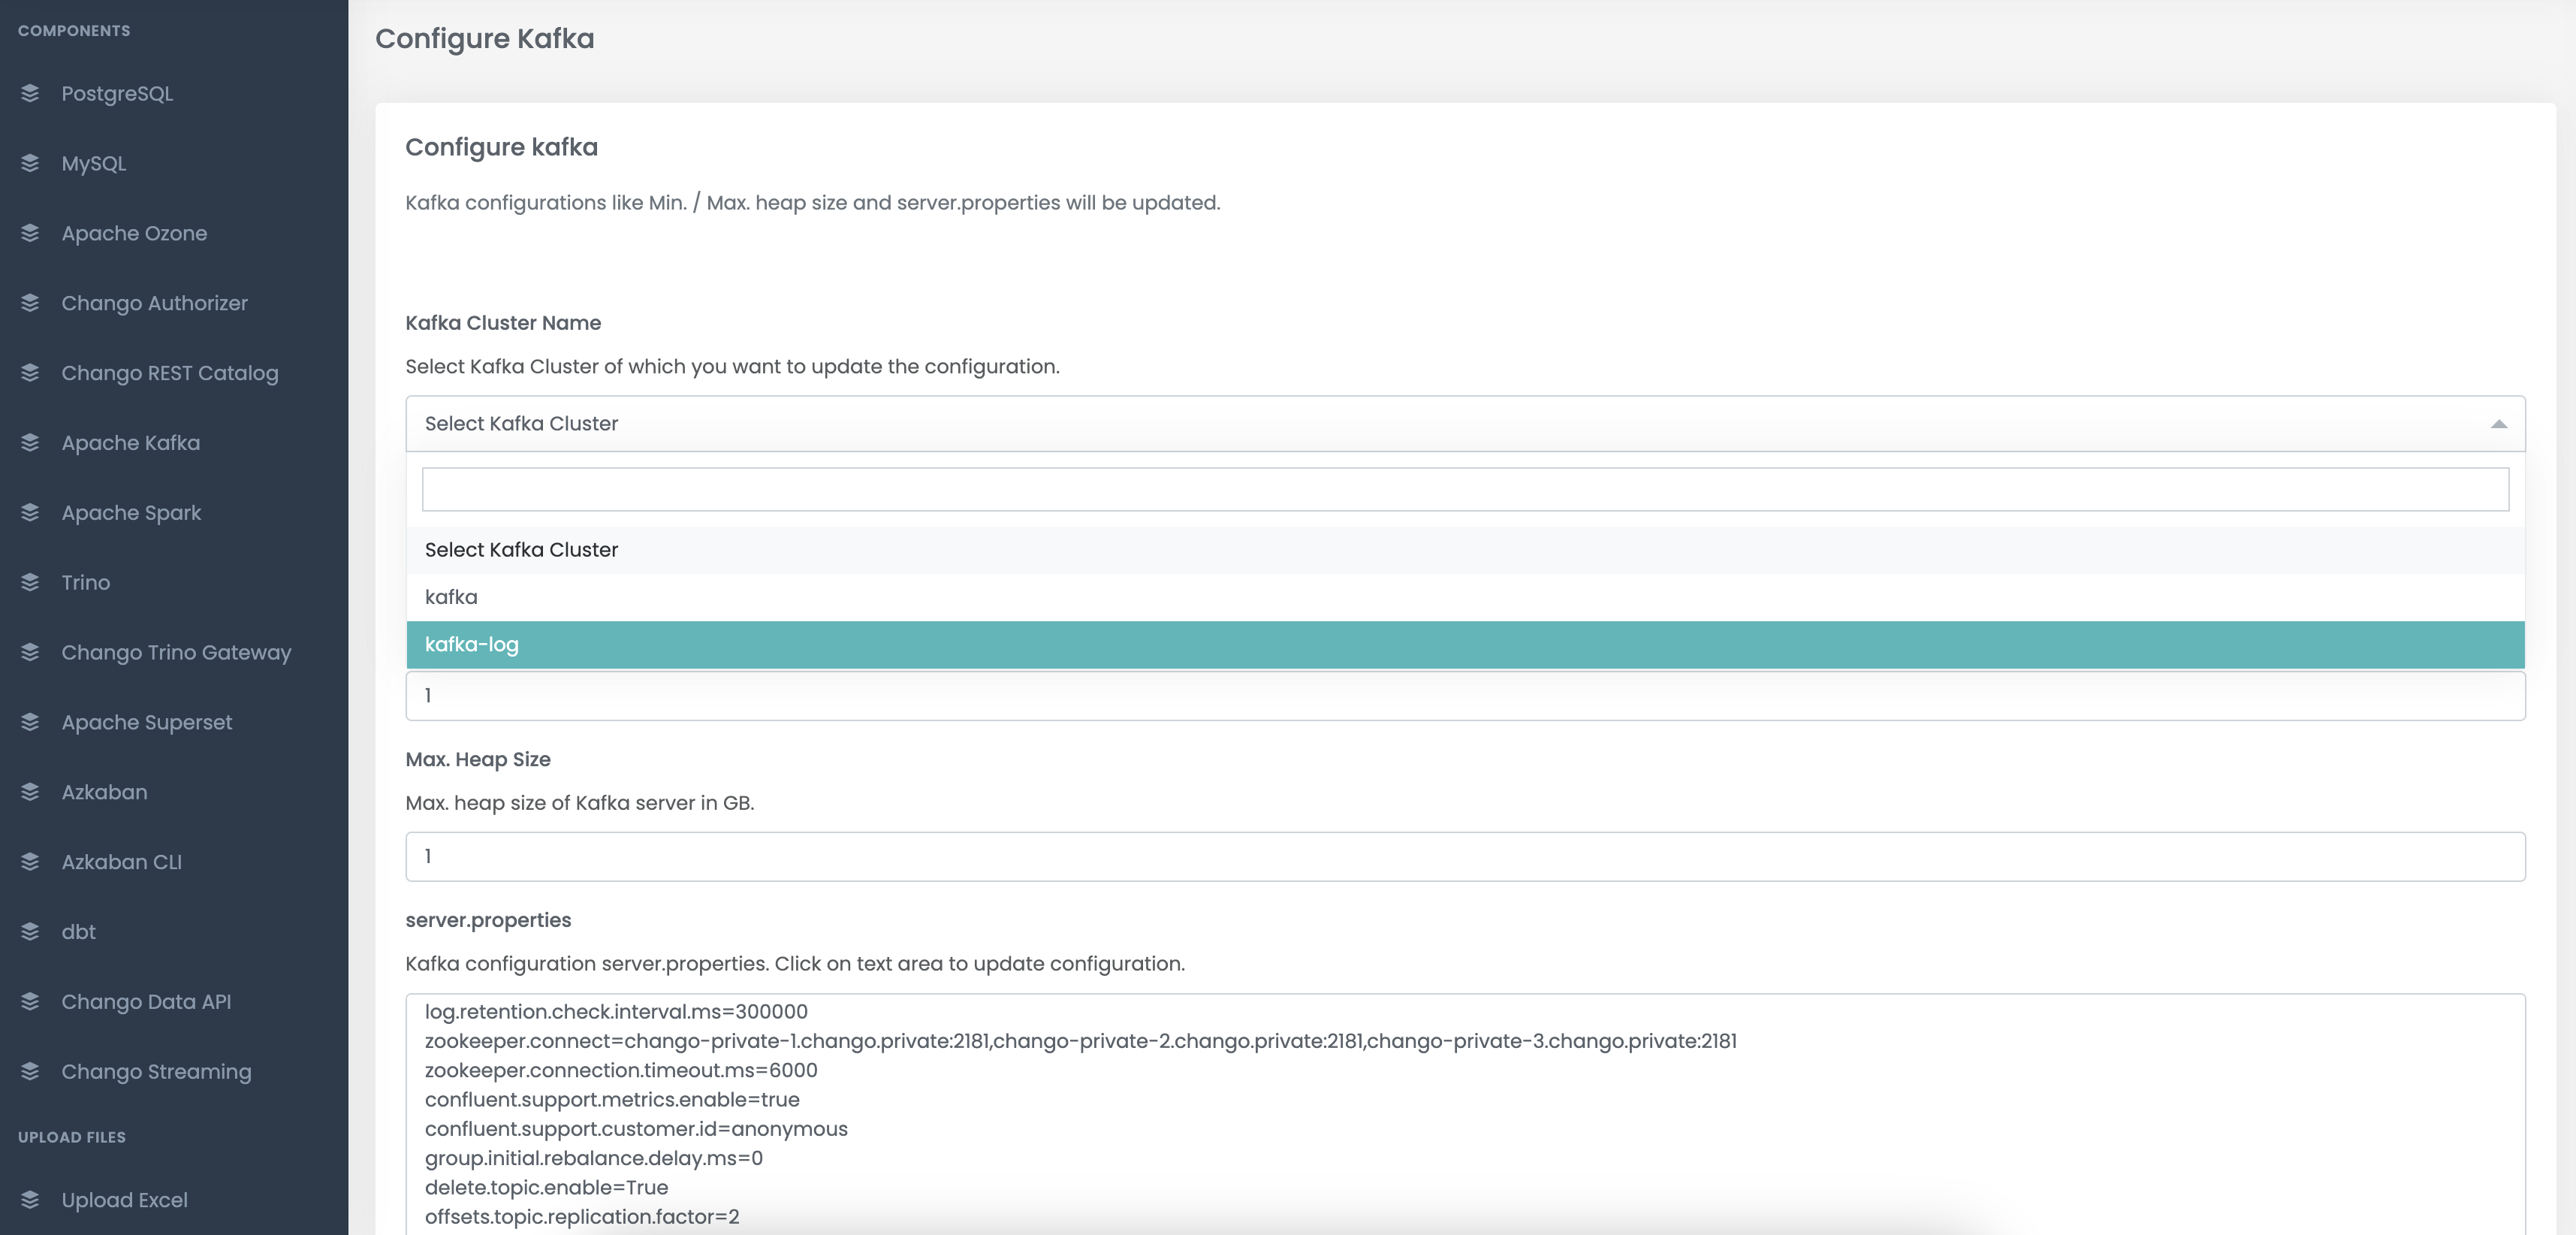 COMPONENTS
PostgreSQL
MySQL
Apache Ozone
Chango Authorizer
Chango REST Catalog
Apache Kafka
Apache Spark
Trino
Chango Trino Gateway
Apache Superset
Azkaban
Azkaban CLI
dbt
Chango Data API
Chango Streaming
UPLOAD FILES
Upload Excel
Configure Kafka
Configure kafka
Kafka configurations like Min. / Max. heap size and server.properties will be updated.
Kafka Cluster Name
Select Kafka Cluster of which you want to update the configuration.
Select Kafka Cluster
Select Kafka Cluster
kafka
kafka-log
1
Max. Heap Size
Max. heap size of Kafka server in GB.
1
server.properties
Kafka configuration server.properties. Click on text area to update configuration.
log.retention.check.interval.ms=300000
zookeeper.connect=chango-private-1.chango.private:2181,chango-private-2.chango.private:2181,chango-private-3.chango.private:2181
zookeeper.connection.timeout.ms=6000
confluent.support.metrics.enable=true
confluent.support.customer.id=anonymous
group.initial.rebalance.delay.ms=0
delete.topic.enable=True
offsets.topic.replication.factor=2